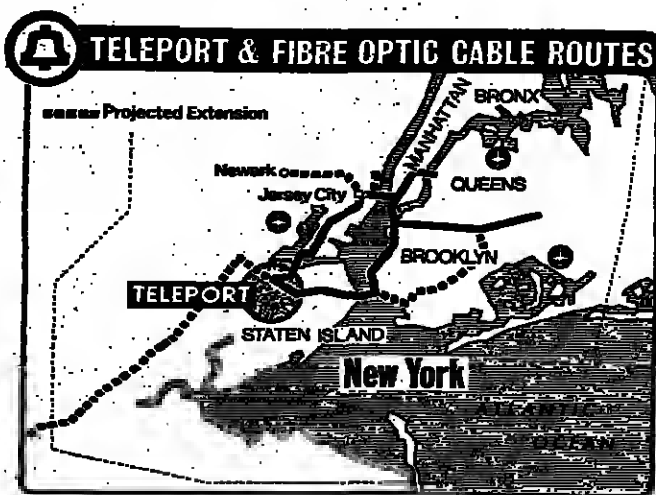 TELEPORT & FIBRE OPTIC CABLE ROUTES
Projected Extension
MANHATTAN
BRONX
Newark
Jersey City
QUEENS
BROOKLYN
TELEPORT
STATEN ISLAND
New York
ATLANTIC
OCEAN